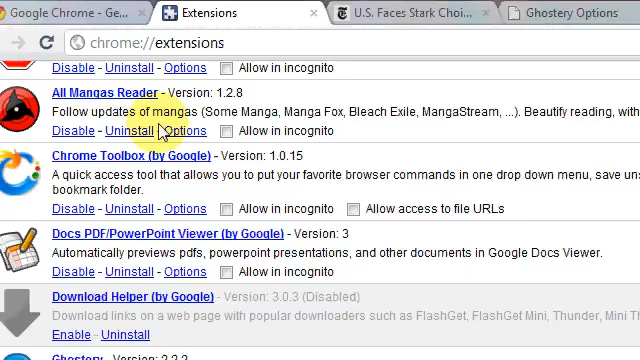 Google Chrome - Ge...
Extensions
U.S. Faces Stark Choi...
Ghostery Options
chrome://extensions
Disable - Uninstall - Options Allow in incognito
All Mangas Reader - Version: 1.2.8
Follow updates of mangas (Some Manga, Manga Fox, Bleach Exile, MangaStream, ...). Beautify reading, with
Disable - Uninstall - Options Allow in incognito
Chrome Toolbox (by Google) - Version: 1.0.15
A quick access tool that allows you to put your favorite browser commands in one drop down menu, save uns
bookmark folder.
Disable - Uninstall - Options Allow in incognito Allow access to file URLs
Docs PDF/PowerPoint Viewer (by Google) - Version: 3
Automatically previews pdfs, powerpoint presentations, and other documents in Google Docs Viewer.
Disable - Uninstall - Options Allow in incognito
Download Helper (by Google) - Version: 3.0.3 (Disabled)
Download links on a web page with popular downloaders such as FlashGet, FlashGet Mini, Thunder, Mini Th
Enable - Uninstall
Ghostery - Version: 2.2.2